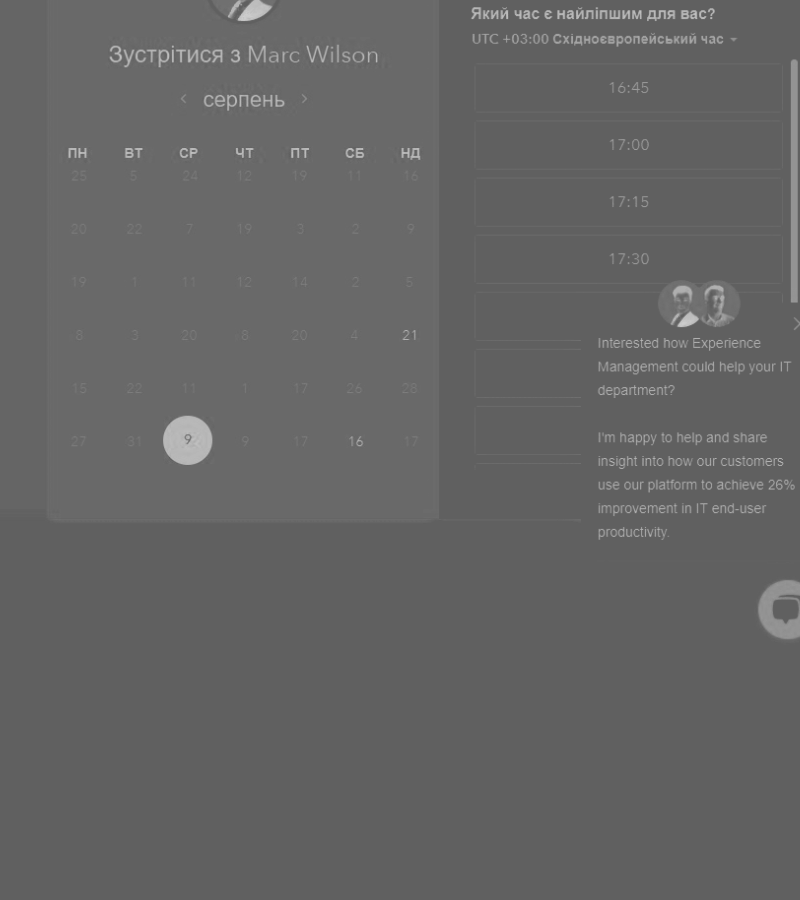 Зустрітися з Marc Wilson
серпень
ПН ВТ СР ЧТ ПТ СБ НД
25 5 24 12 19 11 16
20 22 7 19 3 2 9
19 1 11 12 14 2 5
8 3 20 8 20 4 21
15 22 11 1 17 26 28
27 31 9 9 17 16 17
Який час є найліпшим для вас?
UTC +03:00 Східноєвропейський час
16:45
17:00
17:15
17:30
Interested how Experience
Management could help your IT
department?
I'm happy to help and share
insight into how our customers
use our platform to achieve 26%
improvement in IT end-user
productivity.